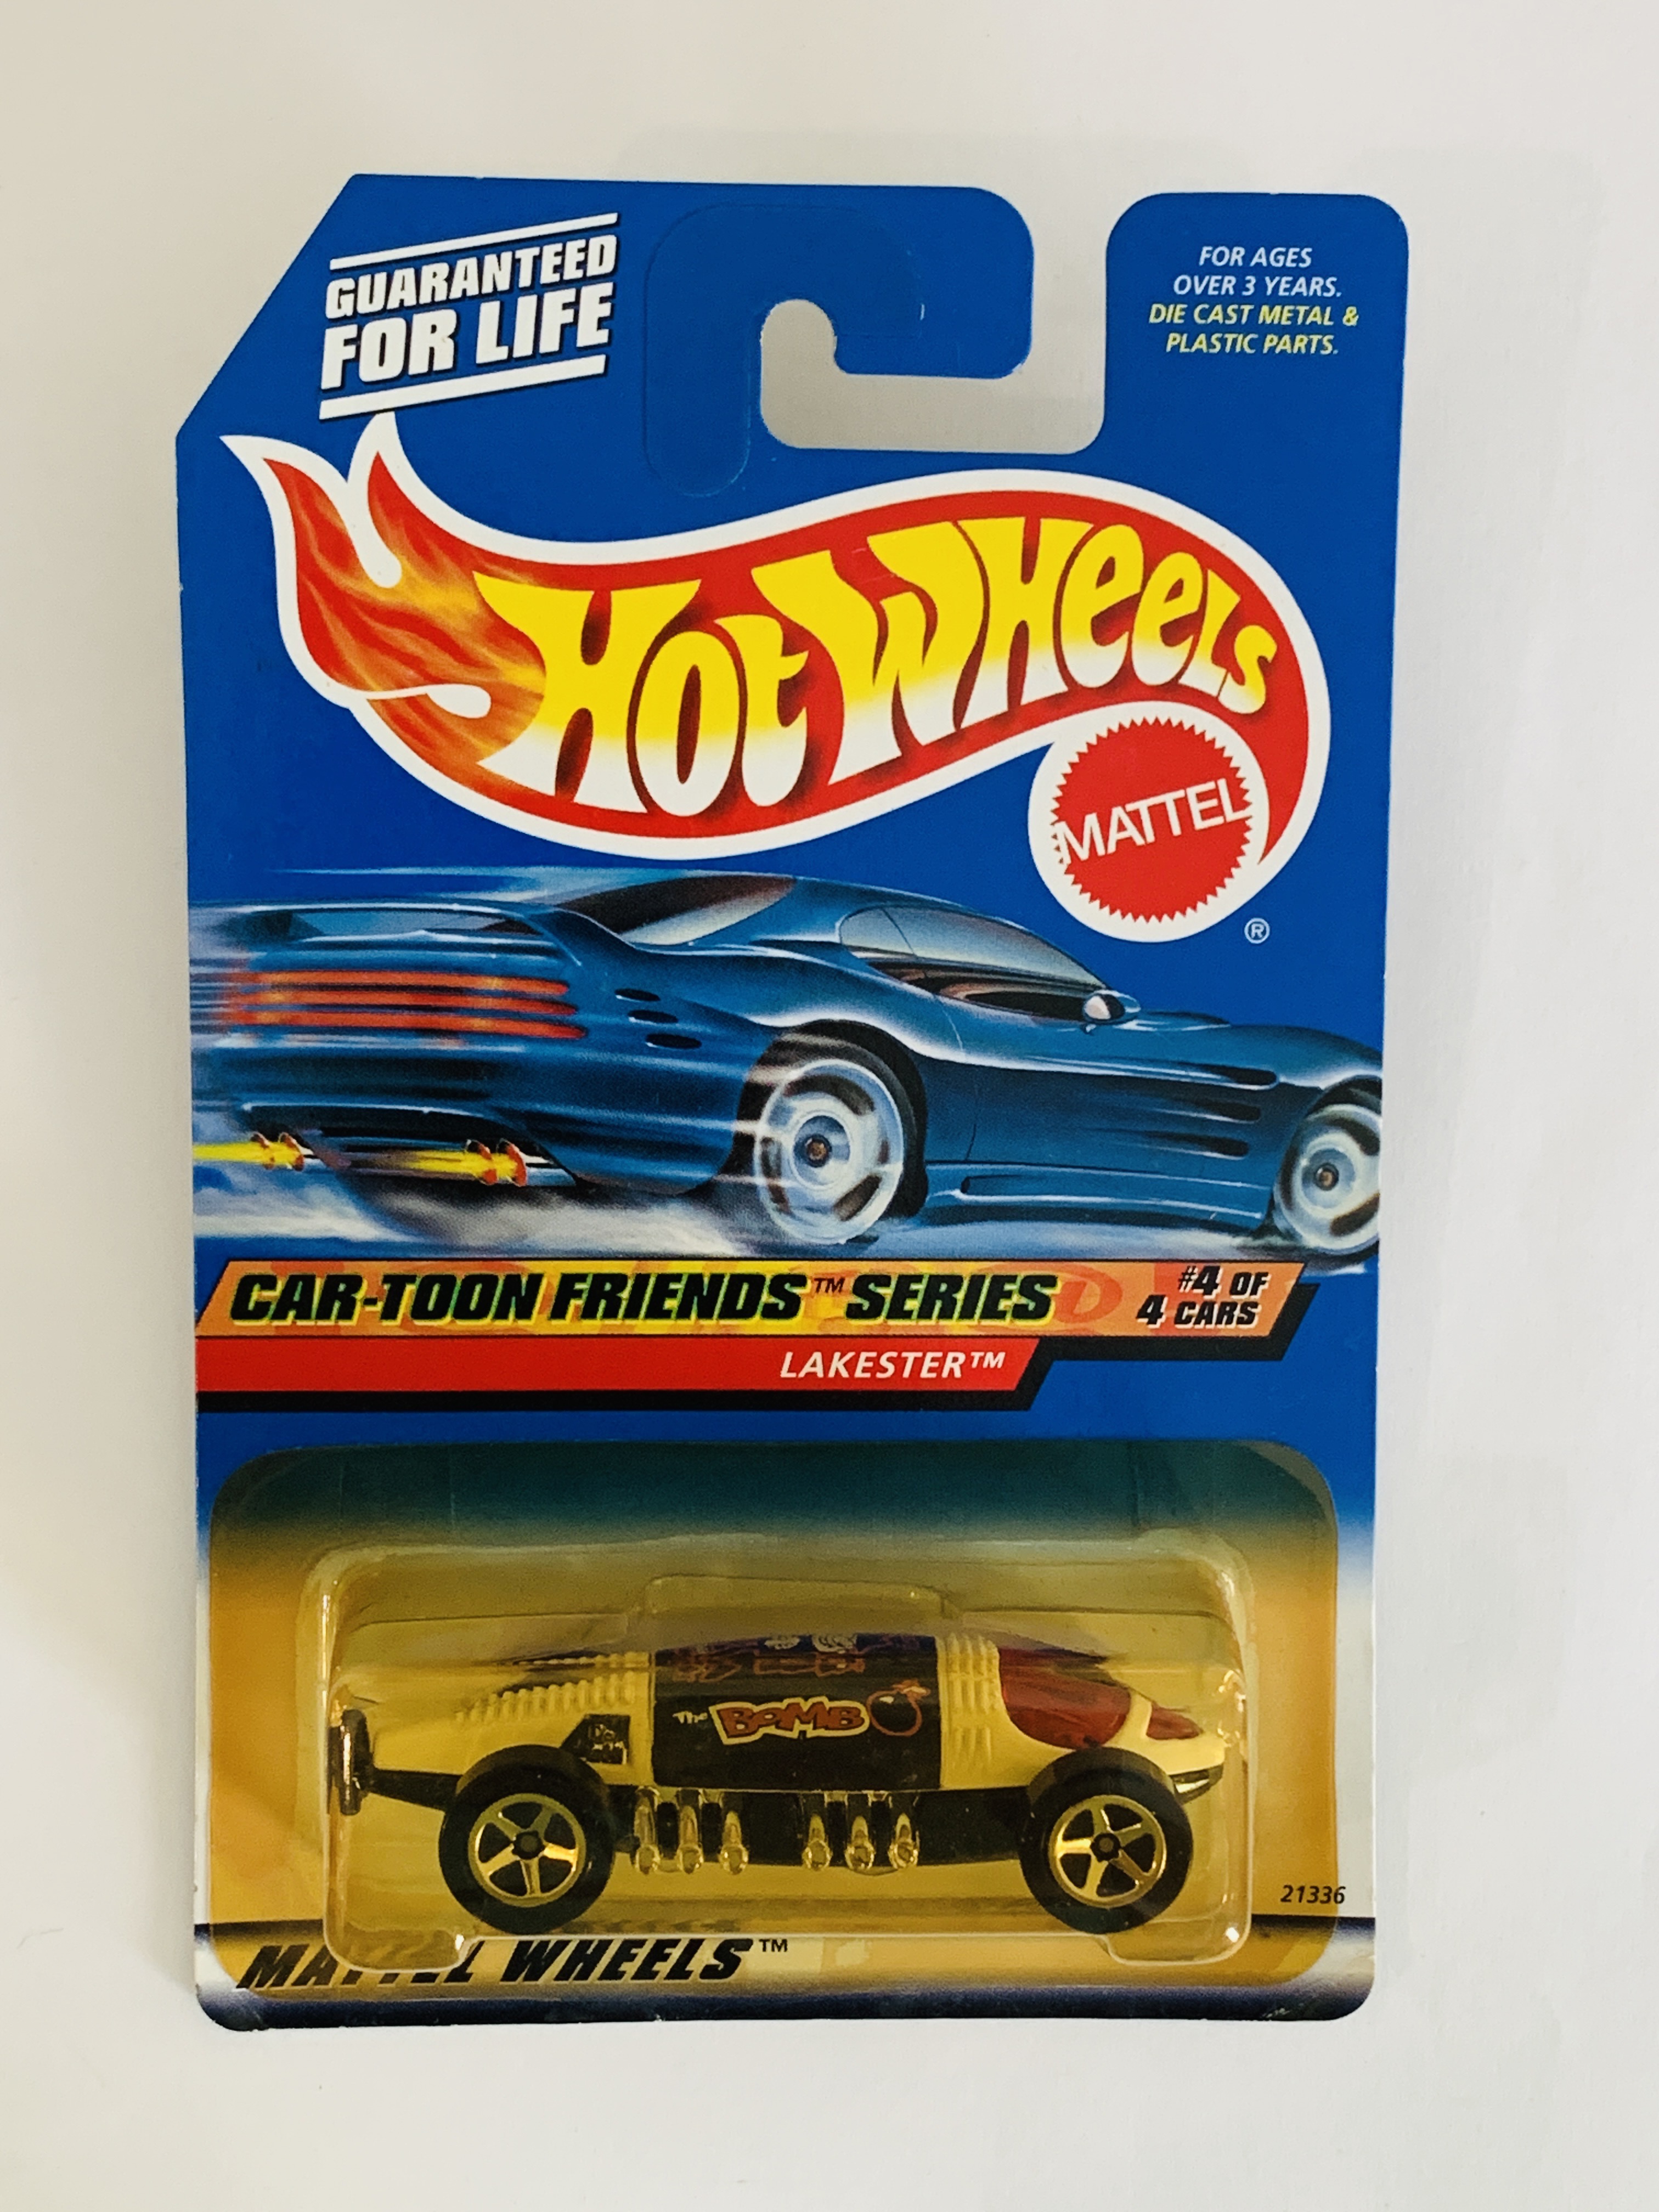 GUARANTEED
FOR LIFE
FOR AGES
OVER 3 YEARS.
DIE CAST METAL &
PLASTIC PARTS.
HOT WHEELS
MATTEL
®
CAR-TOON FRIENDS™ SERIES
#4 OF
4 CARS
LAKESTER™
The BOMB
21336
MATTEL WHEELS™